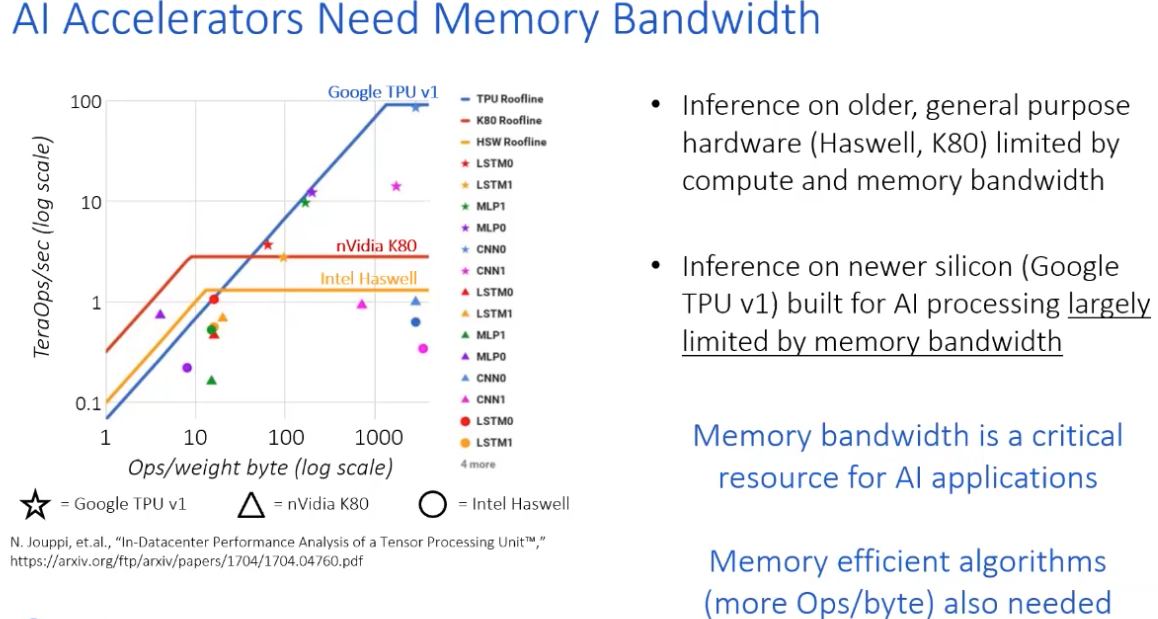 AI Accelerators Need Memory Bandwidth
Google TPU v1
100
10
1
0.1
TeraOps/sec (log scale)
nVidia K80
Intel Haswell
1
10
100
1000
Ops/weight byte (log scale)
TPU Roofline
K80 Roofline
HSW Roofline
LSTM0
LSTM1
MLP1
MLP0
CNN0
CNN1
LSTM0
LSTM1
MLP1
MLP0
CNN0
CNN1
LSTM0
LSTM1
4 more
= Google TPU v1
= nVidia K80
= Intel Haswell
N. Jouppi, et.al., “In-Datacenter Performance Analysis of a Tensor Processing Unit™,”
https://arxiv.org/ftp/arxiv/papers/1704/1704.04760.pdf
• Inference on older, general purpose
hardware (Haswell, K80) limited by
compute and memory bandwidth
• Inference on newer silicon (Google
TPU v1) built for AI processing largely
limited by memory bandwidth
Memory bandwidth is a critical
resource for AI applications
Memory efficient algorithms
(more Ops/byte) also needed